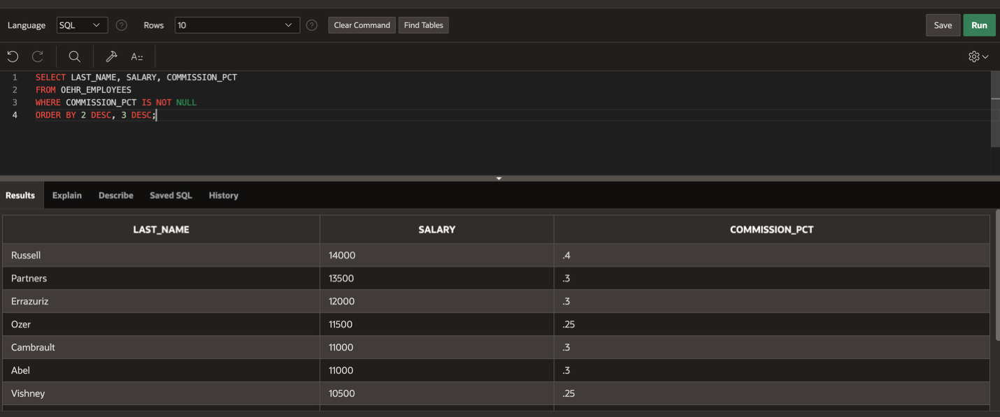 Language SQL ? Rows 10 ? Clear Command Find Tables Save Run
A::
1 SELECT LAST_NAME, SALARY, COMMISSION_PCT
2 FROM OEHR_EMPLOYEES
3 WHERE COMMISSION_PCT IS NOT NULL
4 ORDER BY 2 DESC, 3 DESC;
Results Explain Describe Saved SQL History
LAST_NAME SALARY COMMISSION_PCT
Russell 14000 .4
Partners 13500 .3
Errazuriz 12000 .3
Ozer 11500 .25
Cambrault 11000 .3
Abel 11000 .3
Vishney 10500 .25